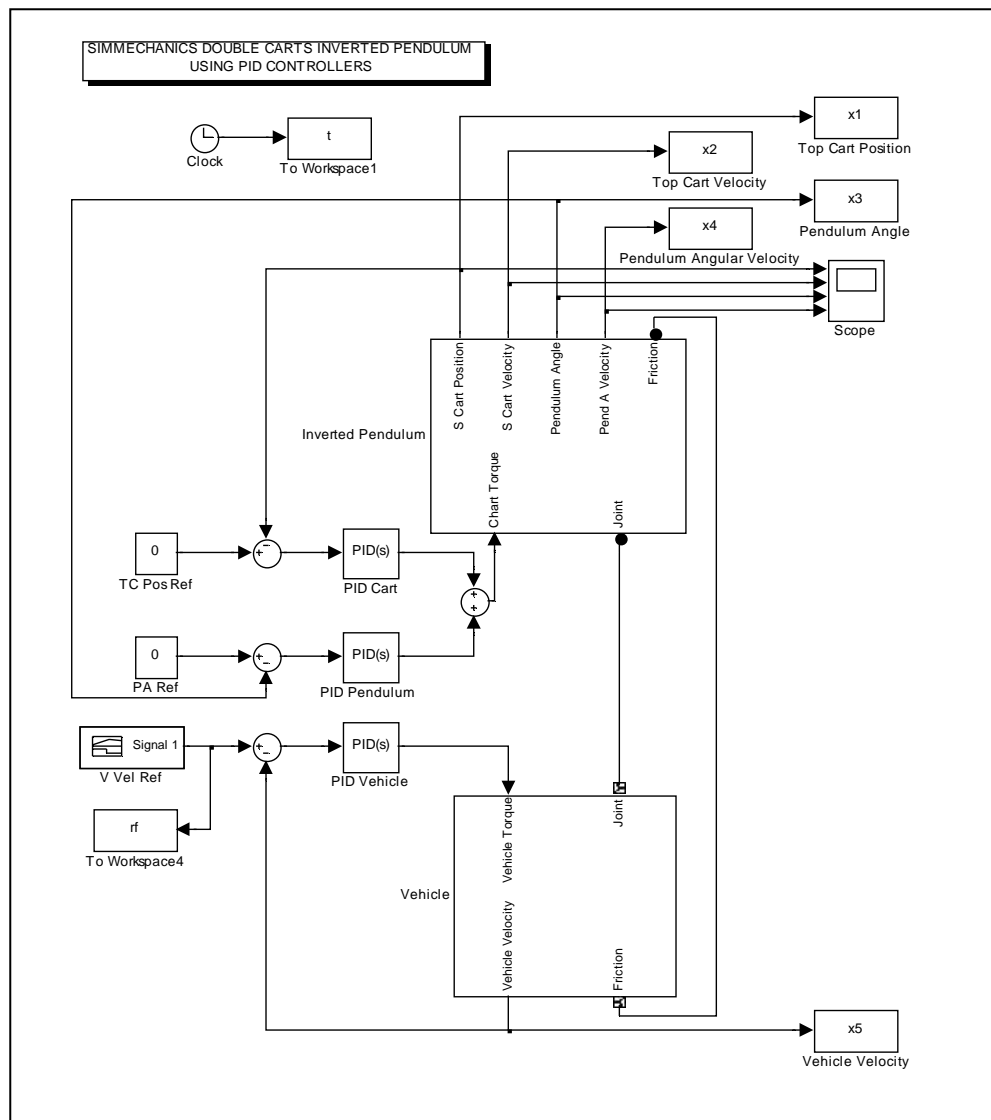 SIMMECHANICS DOUBLE CARTS INVERTED PENDULUM
USING PID CONTROLLERS
t
Clock
To Workspace1
x1
Top Cart Position
x2
Top Cart Velocity
x3
Pendulum Angle
x4
Pendulum Angular Velocity
Scope
S Cart Position
S Cart Velocity
Pendulum Angle
Pend A Velocity
Friction
Inverted Pendulum
Chart Torque
Joint
0
TC Pos Ref
PID(s)
PID Cart
0
PA Ref
PID(s)
PID Pendulum
Signal 1
V Vel Ref
PID(s)
PID Vehicle
rf
To Workspace4
Vehicle Torque
Joint
Vehicle
Vehicle Velocity
Friction
x5
Vehicle Velocity